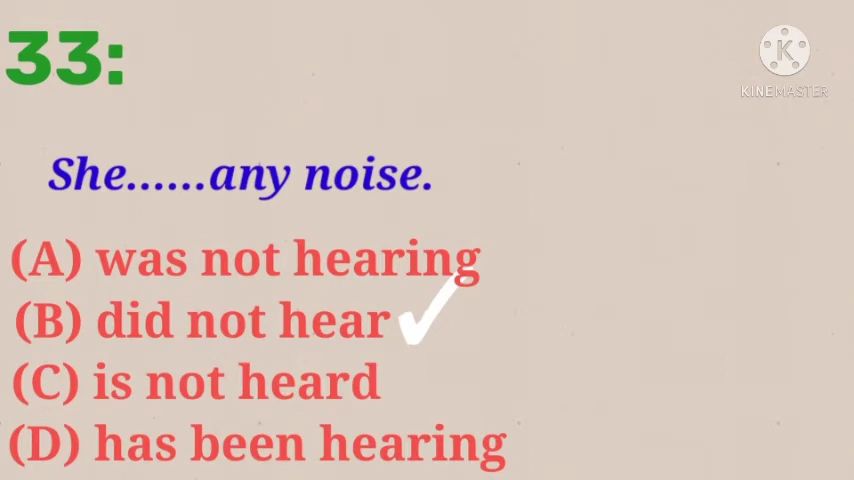 33:
KINEMASTER
She......any noise.
(A) was not hearing
(B) did not hear
(C) is not heard
(D) has been hearing